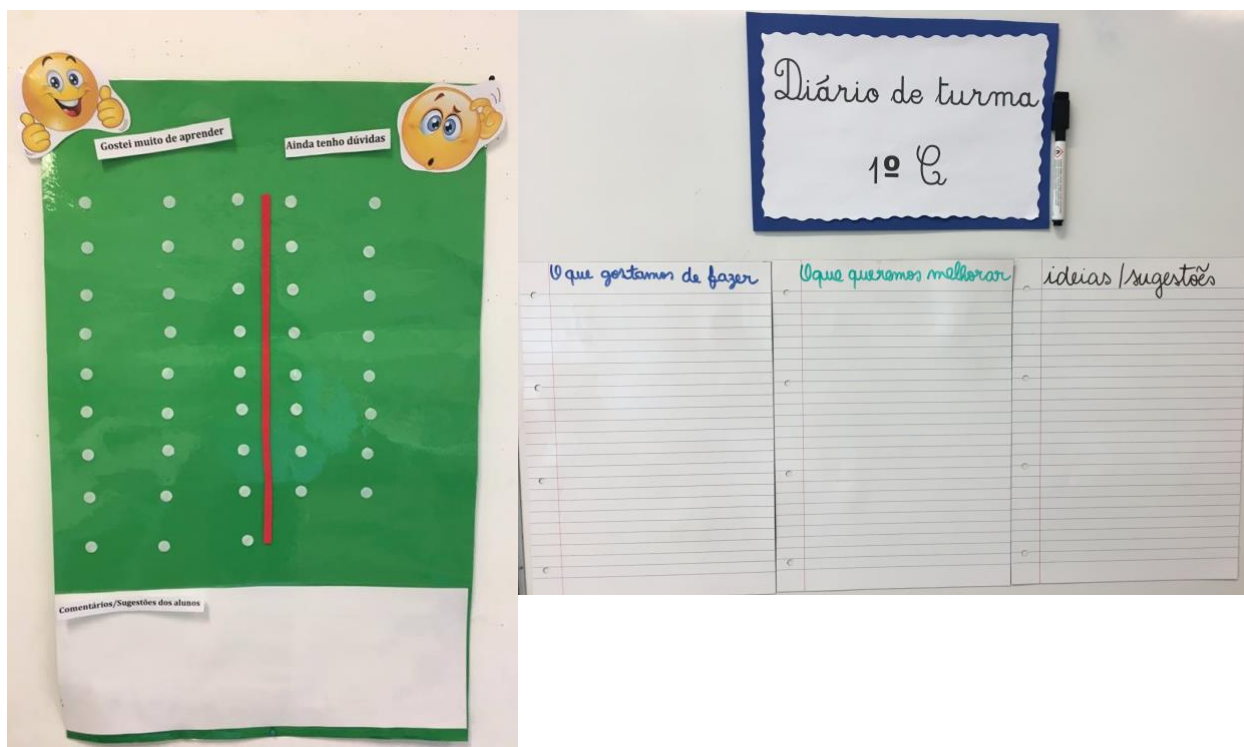 Gostei muito de aprender
Ainda tenho dúvidas
Comentários/Sugestões dos alunos
Diário de turma
1º C
O que gostamos de fazer
O que queremos melhorar
ideias/sugestões